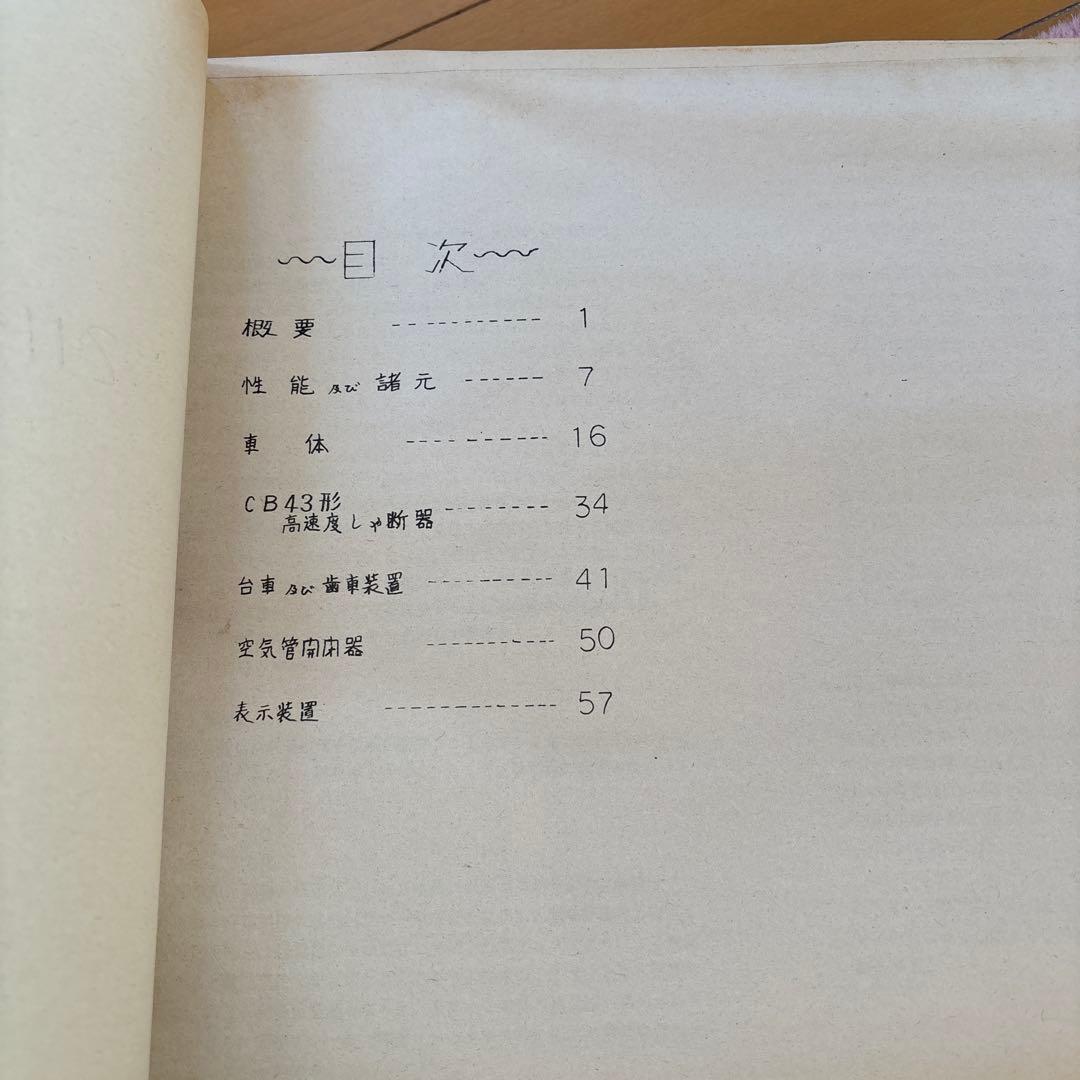 〜〜目 次〜〜
概要 ---------- 1
性能及び諸元 ------ 7
車体 ---------- 16
CB43形
高速度しゃ断器 -------- 34
台車及び歯車装置 --------- 41
空気管開閉器 --------- 50
表示装置 ------------ 57